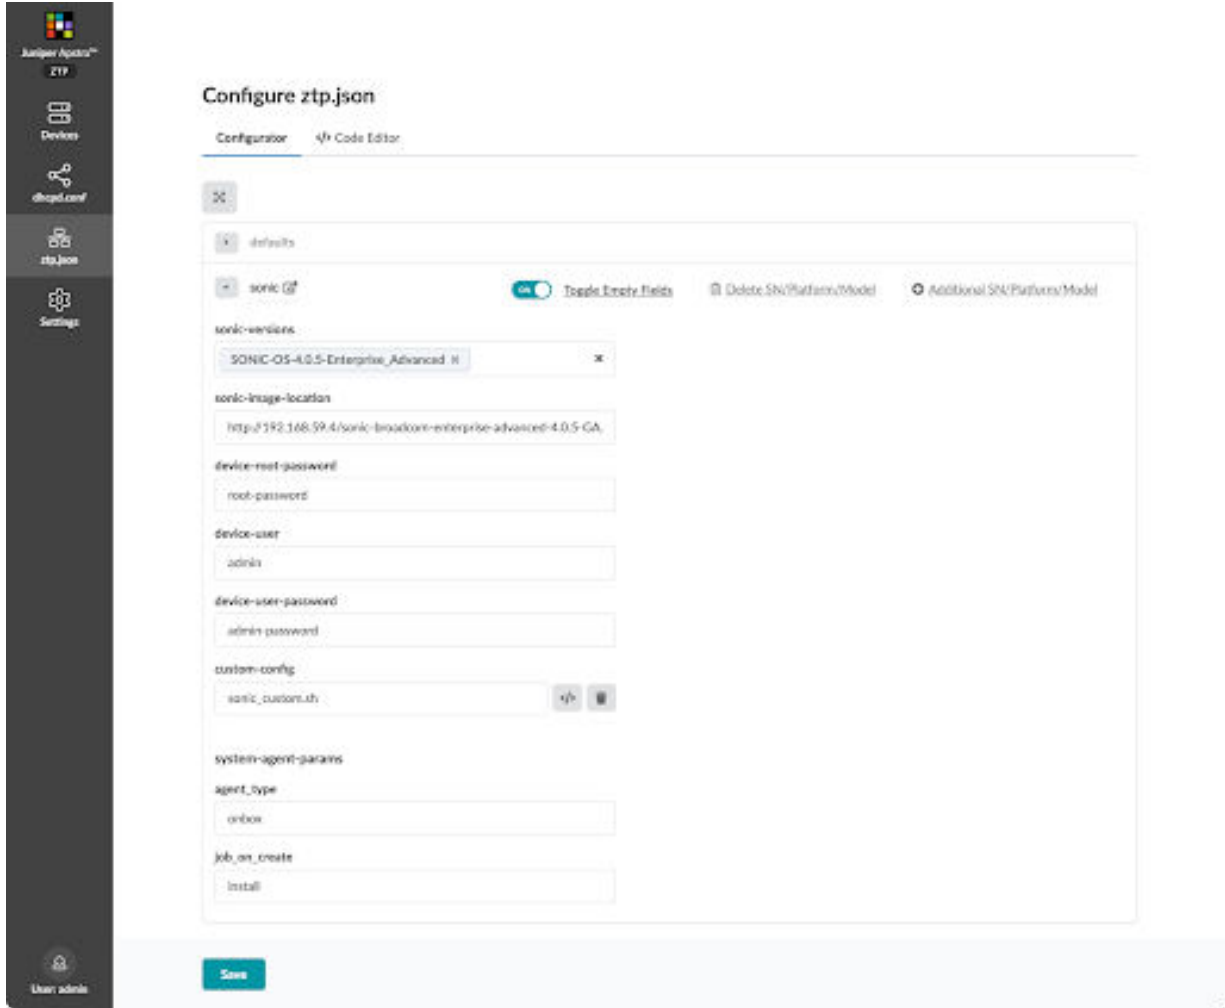 Juniper Apstra™
ZTP
Devices
dhcpd.conf
ztp.json
Settings
User: admin
Configure ztp.json
Configurator
</> Code Editor
defaults
sonic
ON Toggle Empty Fields
Delete SN/Platform/Model
Additional SN/Platform/Model
sonic-versions
SONIC-OS-4.0.5-Enterprise_Advanced ×
sonic-image-location
http://192.168.59.4/sonic-broadcom-enterprise-advanced-4.0.5-GA.
device-root-password
root-password
device-user
admin
device-user-password
admin-password
custom-config
sonic_custom.sh
</>
system-agent-params
agent_type
onbox
job_on_create
install
Save